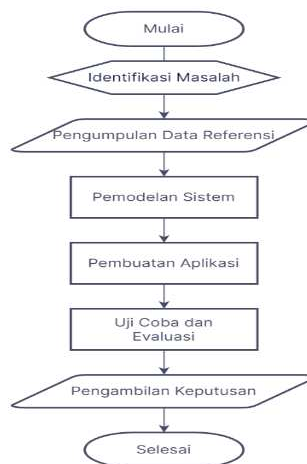 Mulai
Identifikasi Masalah
Pengumpulan Data Referensi
Pemodelan Sistem
Pembuatan Aplikasi
Uji Coba dan
Evaluasi
Pengambilan Keputusan
Selesai